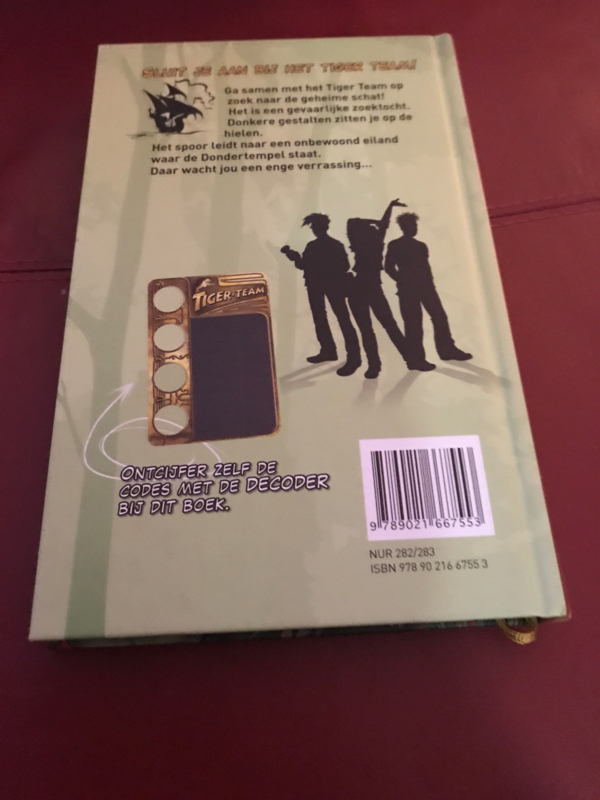 SLUIT JE AAN BIJ HET TIGER TEAM!
Ga samen met het Tiger Team op
zoek naar de geheime schat!
Het is een gevaarlijke zoektocht.
Donkere gestalten zitten je op de
hielen.
Het spoor leidt naar een onbewoond eiland
waar de Dondertempel staat.
Daar wacht jou een enge verrassing...
TIGER-TEAM
ONTCIJFER ZELF DE
CODES MET DE DECODER
BIJ DIT BOEK.
9 789021 667553
NUR 282/283
ISBN 978 90 216 6755 3